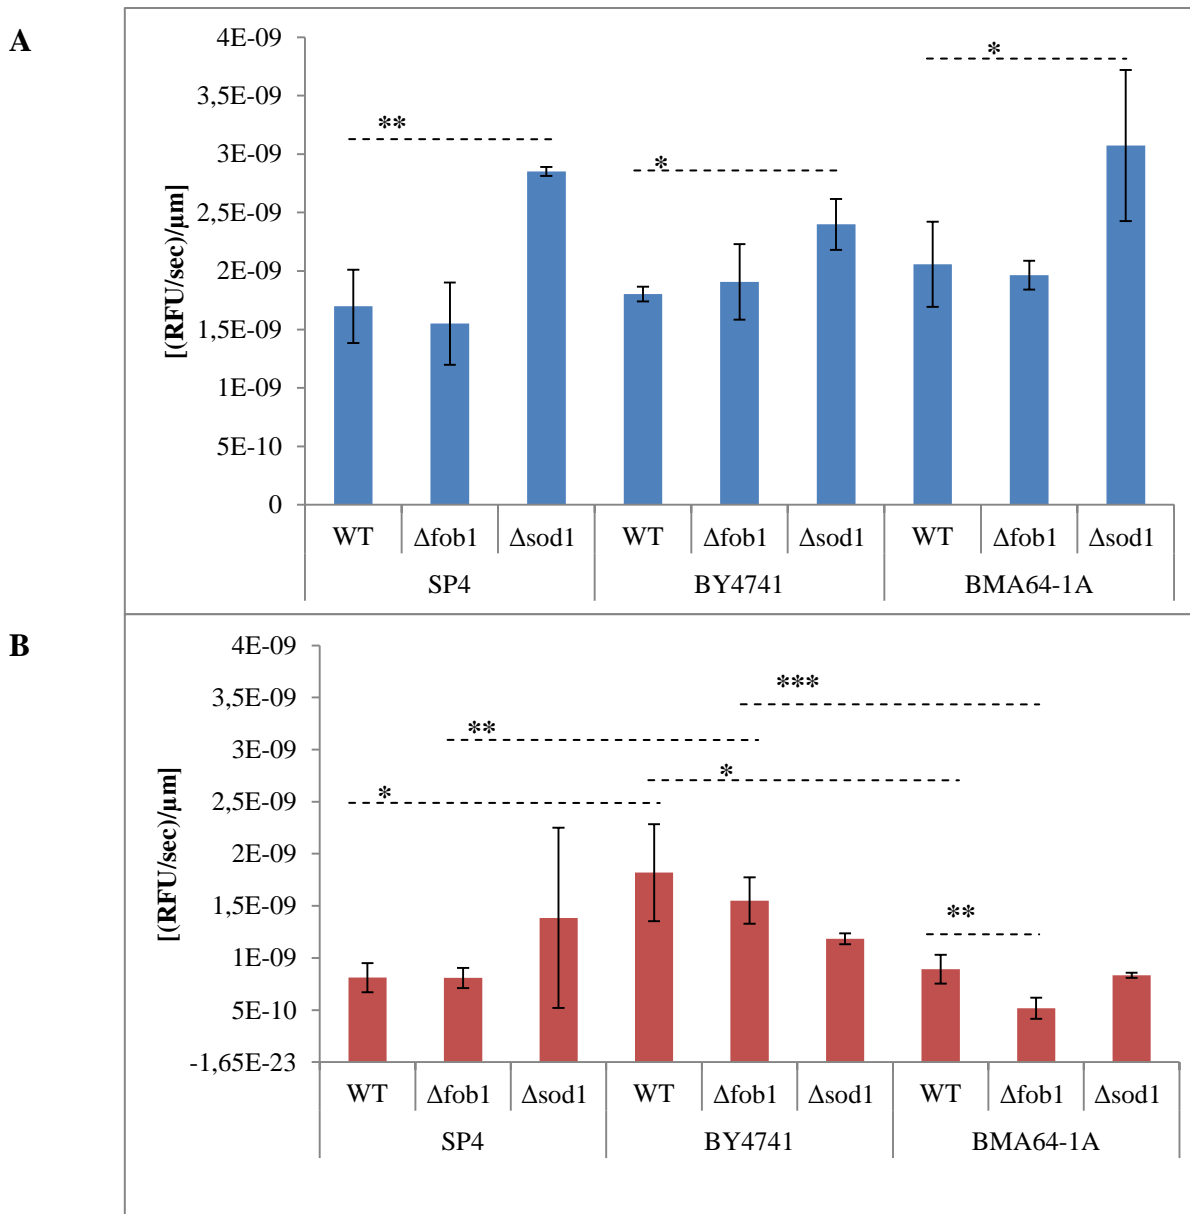 A
[(RFU/sec)/µm]
4E-09
3,5E-09
3E-09
2,5E-09
2E-09
1,5E-09
1E-09
5E-10
0
**
*
*
WT Δfob1 Δsod1 WT Δfob1 Δsod1 WT Δfob1 Δsod1
SP4 BY4741 BMA64-1A
B
[(RFU/sec)/µm]
4E-09
3,5E-09
3E-09
2,5E-09
2E-09
1,5E-09
1E-09
5E-10
-1,65E-23
***
**
*
*
**
WT Δfob1 Δsod1 WT Δfob1 Δsod1 WT Δfob1 Δsod1
SP4 BY4741 BMA64-1A